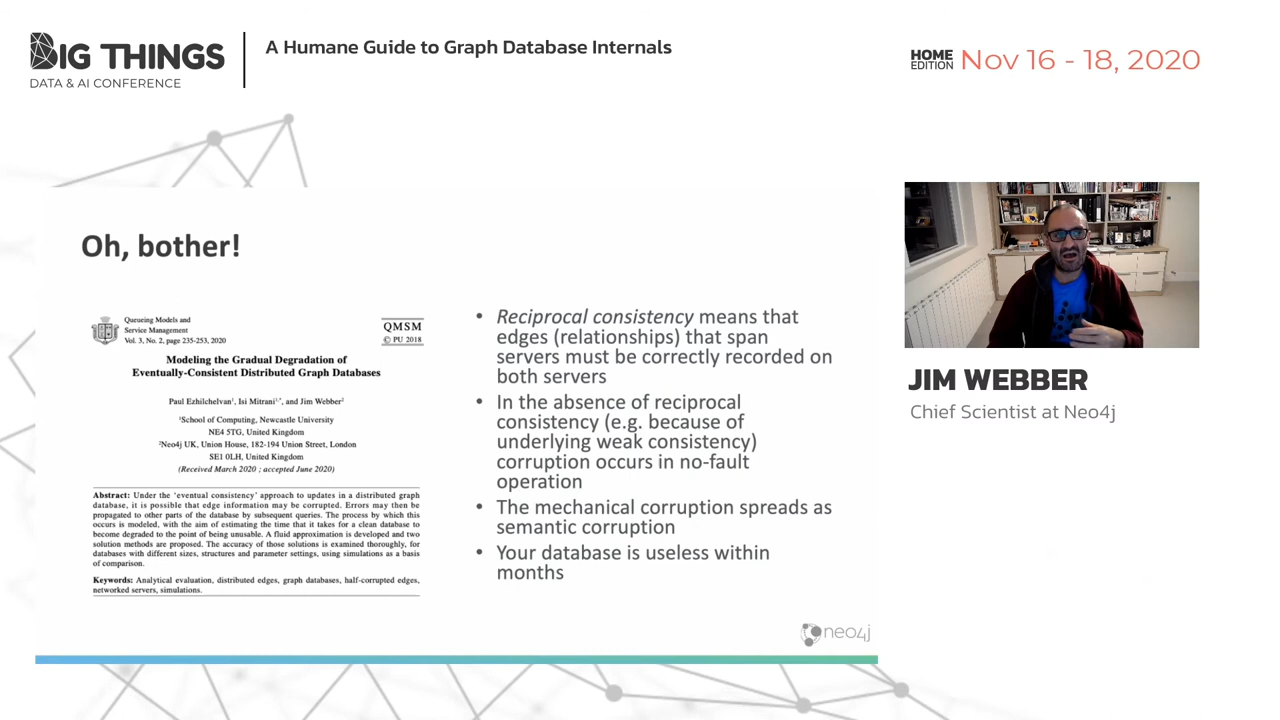 BIG THINGS
DATA & AI CONFERENCE
A Humane Guide to Graph Database Internals
HOME
EDITION
Nov 16 - 18, 2020
Oh, bother!
Queueing Models and
Service Management
Vol. 3, No. 2, page 235-253, 2020
QMSM
© PU 2018
Modeling the Gradual Degradation of
Eventually-Consistent Distributed Graph Databases
Paul Ezhilchelvan¹, Isi Mitrani¹,*, and Jim Webber²
¹School of Computing, Newcastle University
NE4 5TG, United Kingdom
²Neo4j UK, Union House, 182-194 Union Street, London
SE1 0LH, United Kingdom
(Received March 2020 ; accepted June 2020)
Abstract: Under the ‘eventual consistency’ approach to updates in a distributed graph
database, it is possible that edge information may be corrupted. Errors may then be
propagated to other parts of the database by subsequent queries. The process by which this
occurs is modeled, with the aim of estimating the time that it takes for a clean database to
become degraded to the point of being unusable. A fluid approximation is developed and two
solution methods are proposed. The accuracy of those solutions is examined thoroughly, for
databases with different sizes, structures and parameter settings, using simulations as a basis
of comparison.
Keywords: Analytical evaluation, distributed edges, graph databases, half-corrupted edges,
networked servers, simulations.
• Reciprocal consistency means that
edges (relationships) that span
servers must be correctly recorded on
both servers
• In the absence of reciprocal
consistency (e.g. because of
underlying weak consistency)
corruption occurs in no-fault
operation
• The mechanical corruption spreads as
semantic corruption
• Your database is useless within
months
neo4j
JIM WEBBER
Chief Scientist at Neo4j